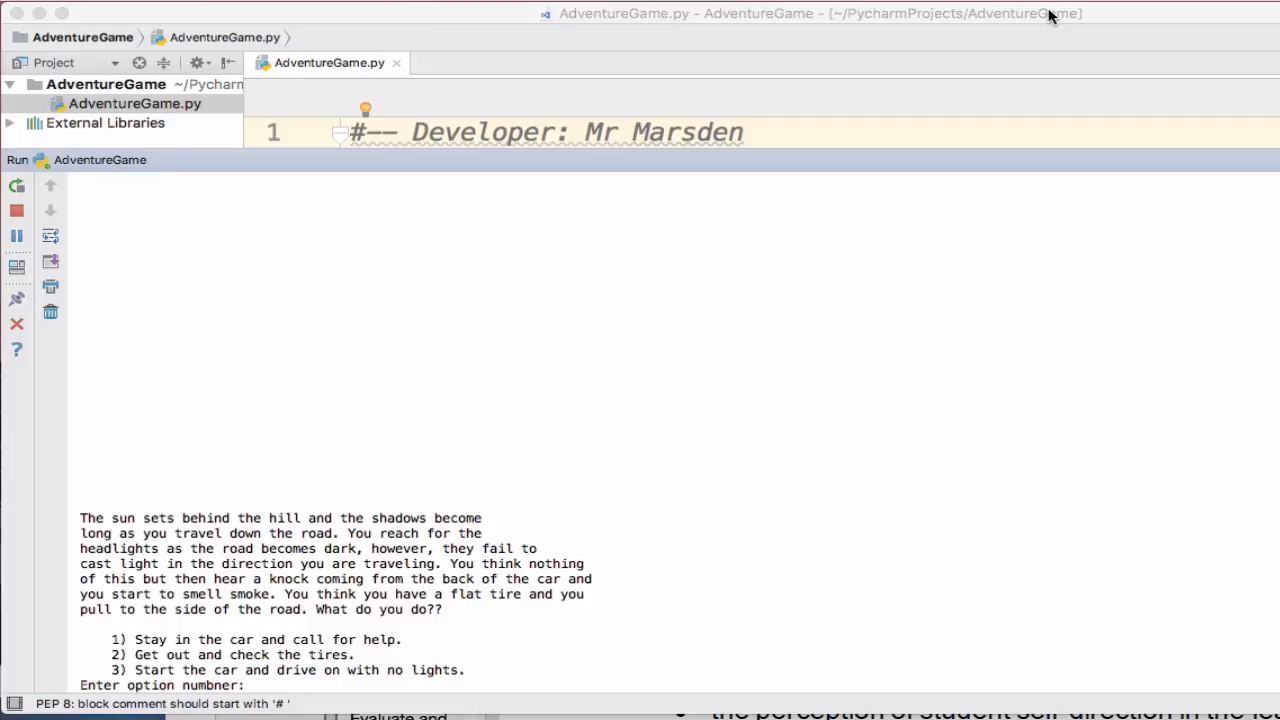 AdventureGame.py - AdventureGame - [~/PycharmProjects/AdventureGame]
AdventureGame AdventureGame.py
Project AdventureGame.py
AdventureGame ~/Pycharm
AdventureGame.py
External Libraries
1 #-- Developer: Mr Marsden
Run AdventureGame
The sun sets behind the hill and the shadows become
long as you travel down the road. You reach for the
headlights as the road becomes dark, however, they fail to
cast light in the direction you are traveling. You think nothing
of this but then hear a knock coming from the back of the car and
you start to smell smoke. You think you have a flat tire and you
pull to the side of the road. What do you do??
1) Stay in the car and call for help.
2) Get out and check the tires.
3) Start the car and drive on with no lights.
Enter option numbner:
PEP 8: block comment should start with '# '
Evaluate and
the perception of student self-direction in the